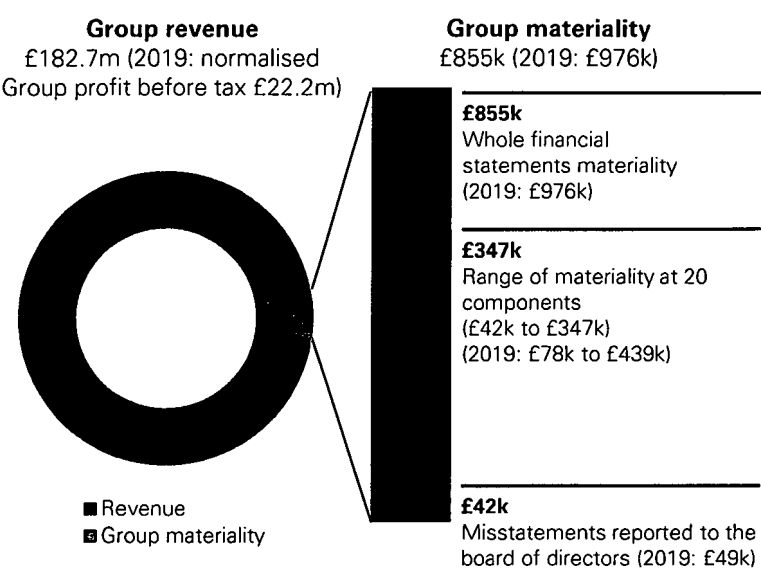 Group revenue
£182.7m (2019: normalised
Group profit before tax £22.2m)
Group materiality
£855k (2019: £976k)
£855k
Whole financial
statements materiality
(2019: £976k)
£347k
Range of materiality at 20
components
(£42k to £347k)
(2019: £78k to £439k)
£42k
Misstatements reported to the
board of directors (2019: £49k)
Revenue
Group materiality